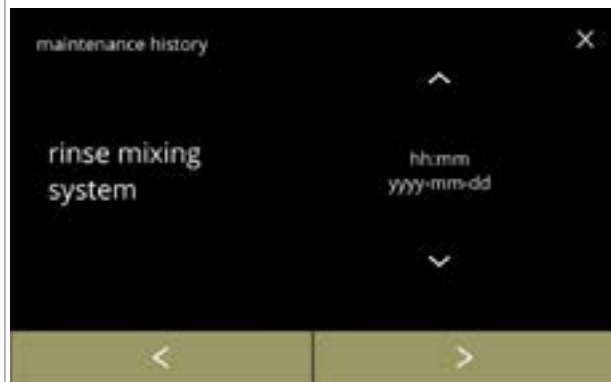 maintenance history
X
rinse mixing
system
hh:mm
yyyy-mm-dd
< >